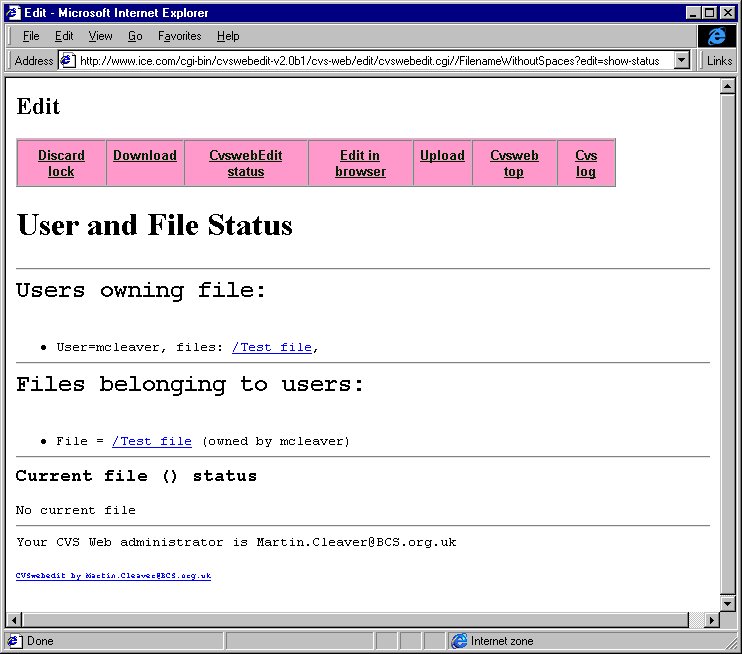 Edit - Microsoft Internet Explorer
File Edit View Go Favorites Help
Address http://www.ice.com/cgi-bin/cvswebedit-v2.0b1/cvs-web/edit/cvswebedit.cgi//FilenameWithoutSpaces?edit=show-status Links
Edit
Discard lock
Download
CvswebEdit status
Edit in browser
Upload
Cvsweb top
Cvs log
User and File Status
Users owning file:
• User=mcleaver, files: /Test file,
Files belonging to users:
• File = /Test file (owned by mcleaver)
Current file () status
No current file
Your CVS Web administrator is Martin.Cleaver@BCS.org.uk
CVSwebedit by Martin.Cleaver@BCS.org.uk
Done Internet zone